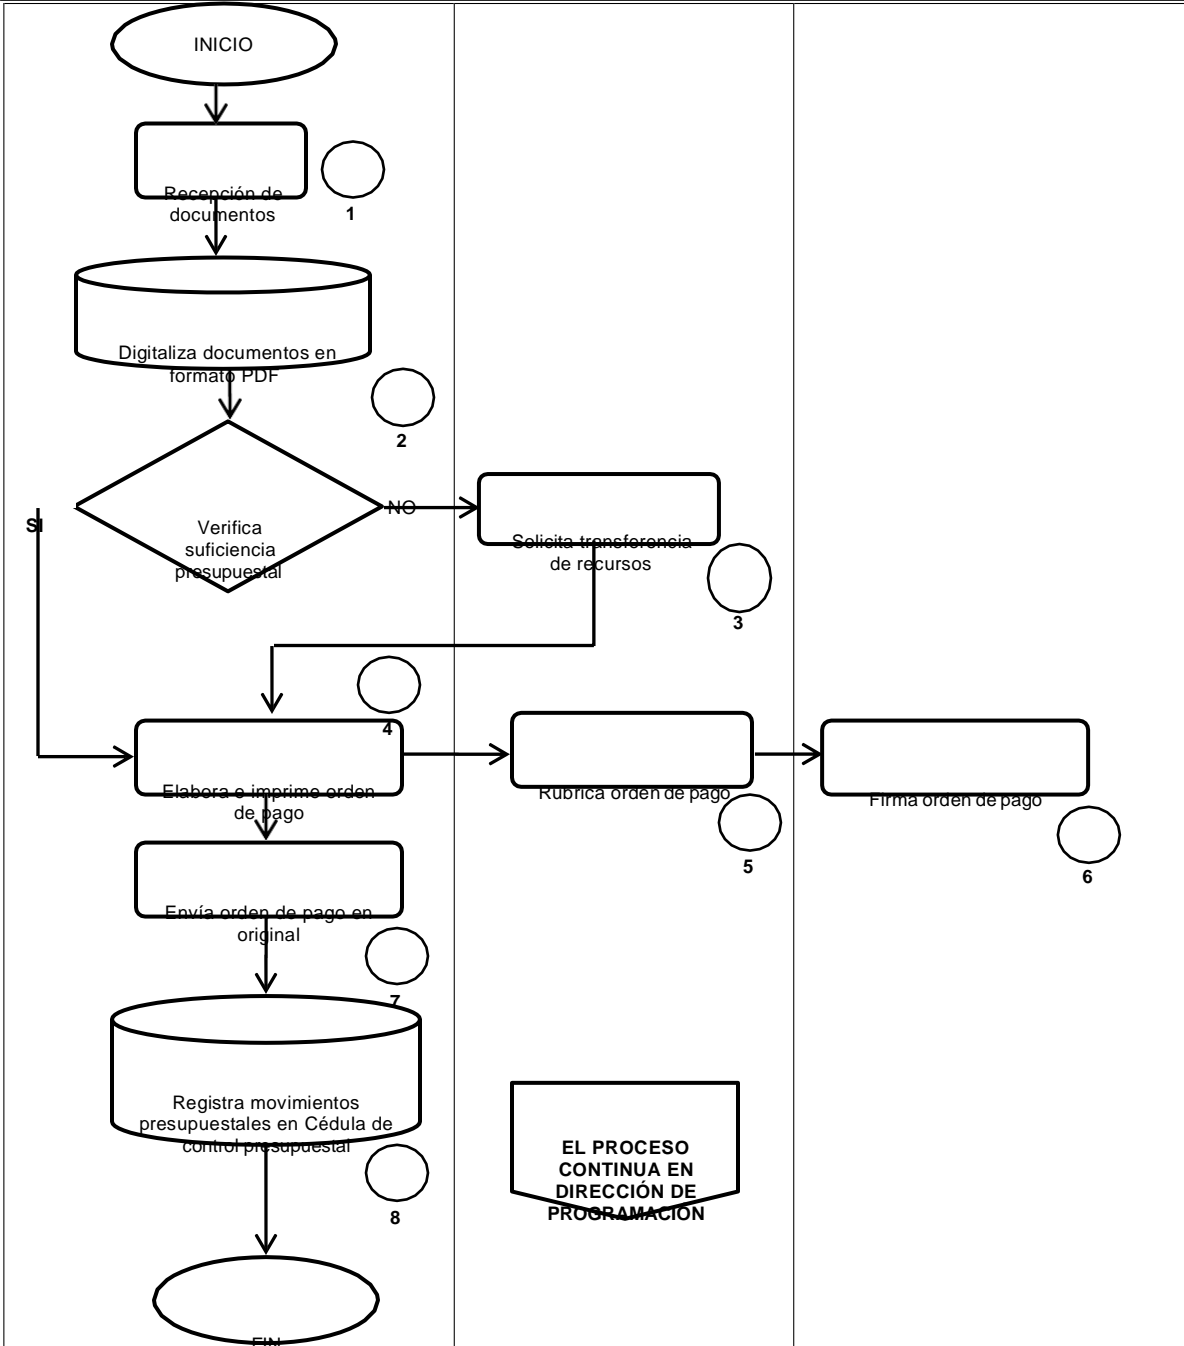 INICIO
Recepción de
documentos
1
Digitaliza documentos en
formato PDF
2
Verifica
suficiencia
presupuestal
SI
NO
Solicita transferencia
de recursos
3
4
Elabora e imprime orden
de pago
Rubrica orden de pago
5
Firma orden de pago
6
Envía orden de pago en
original
7
Registra movimientos
presupuestales en Cédula de
control presupuestal
8
EL PROCESO
CONTINUA EN
DIRECCIÓN DE
PROGRAMACION
FIN